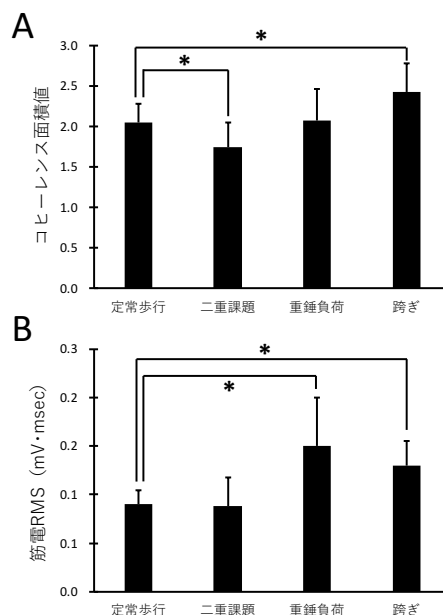 A
*
*
コヒーレンス面積値
3.0
2.5
2.0
1.5
1.0
0.5
0.0
定常歩行 二重課題 重錘負荷 跨ぎ
B
*
*
筋電RMS（mV・msec）
0.3
0.2
0.2
0.1
0.1
0.0
定常歩行 二重課題 重錘負荷 跨ぎ